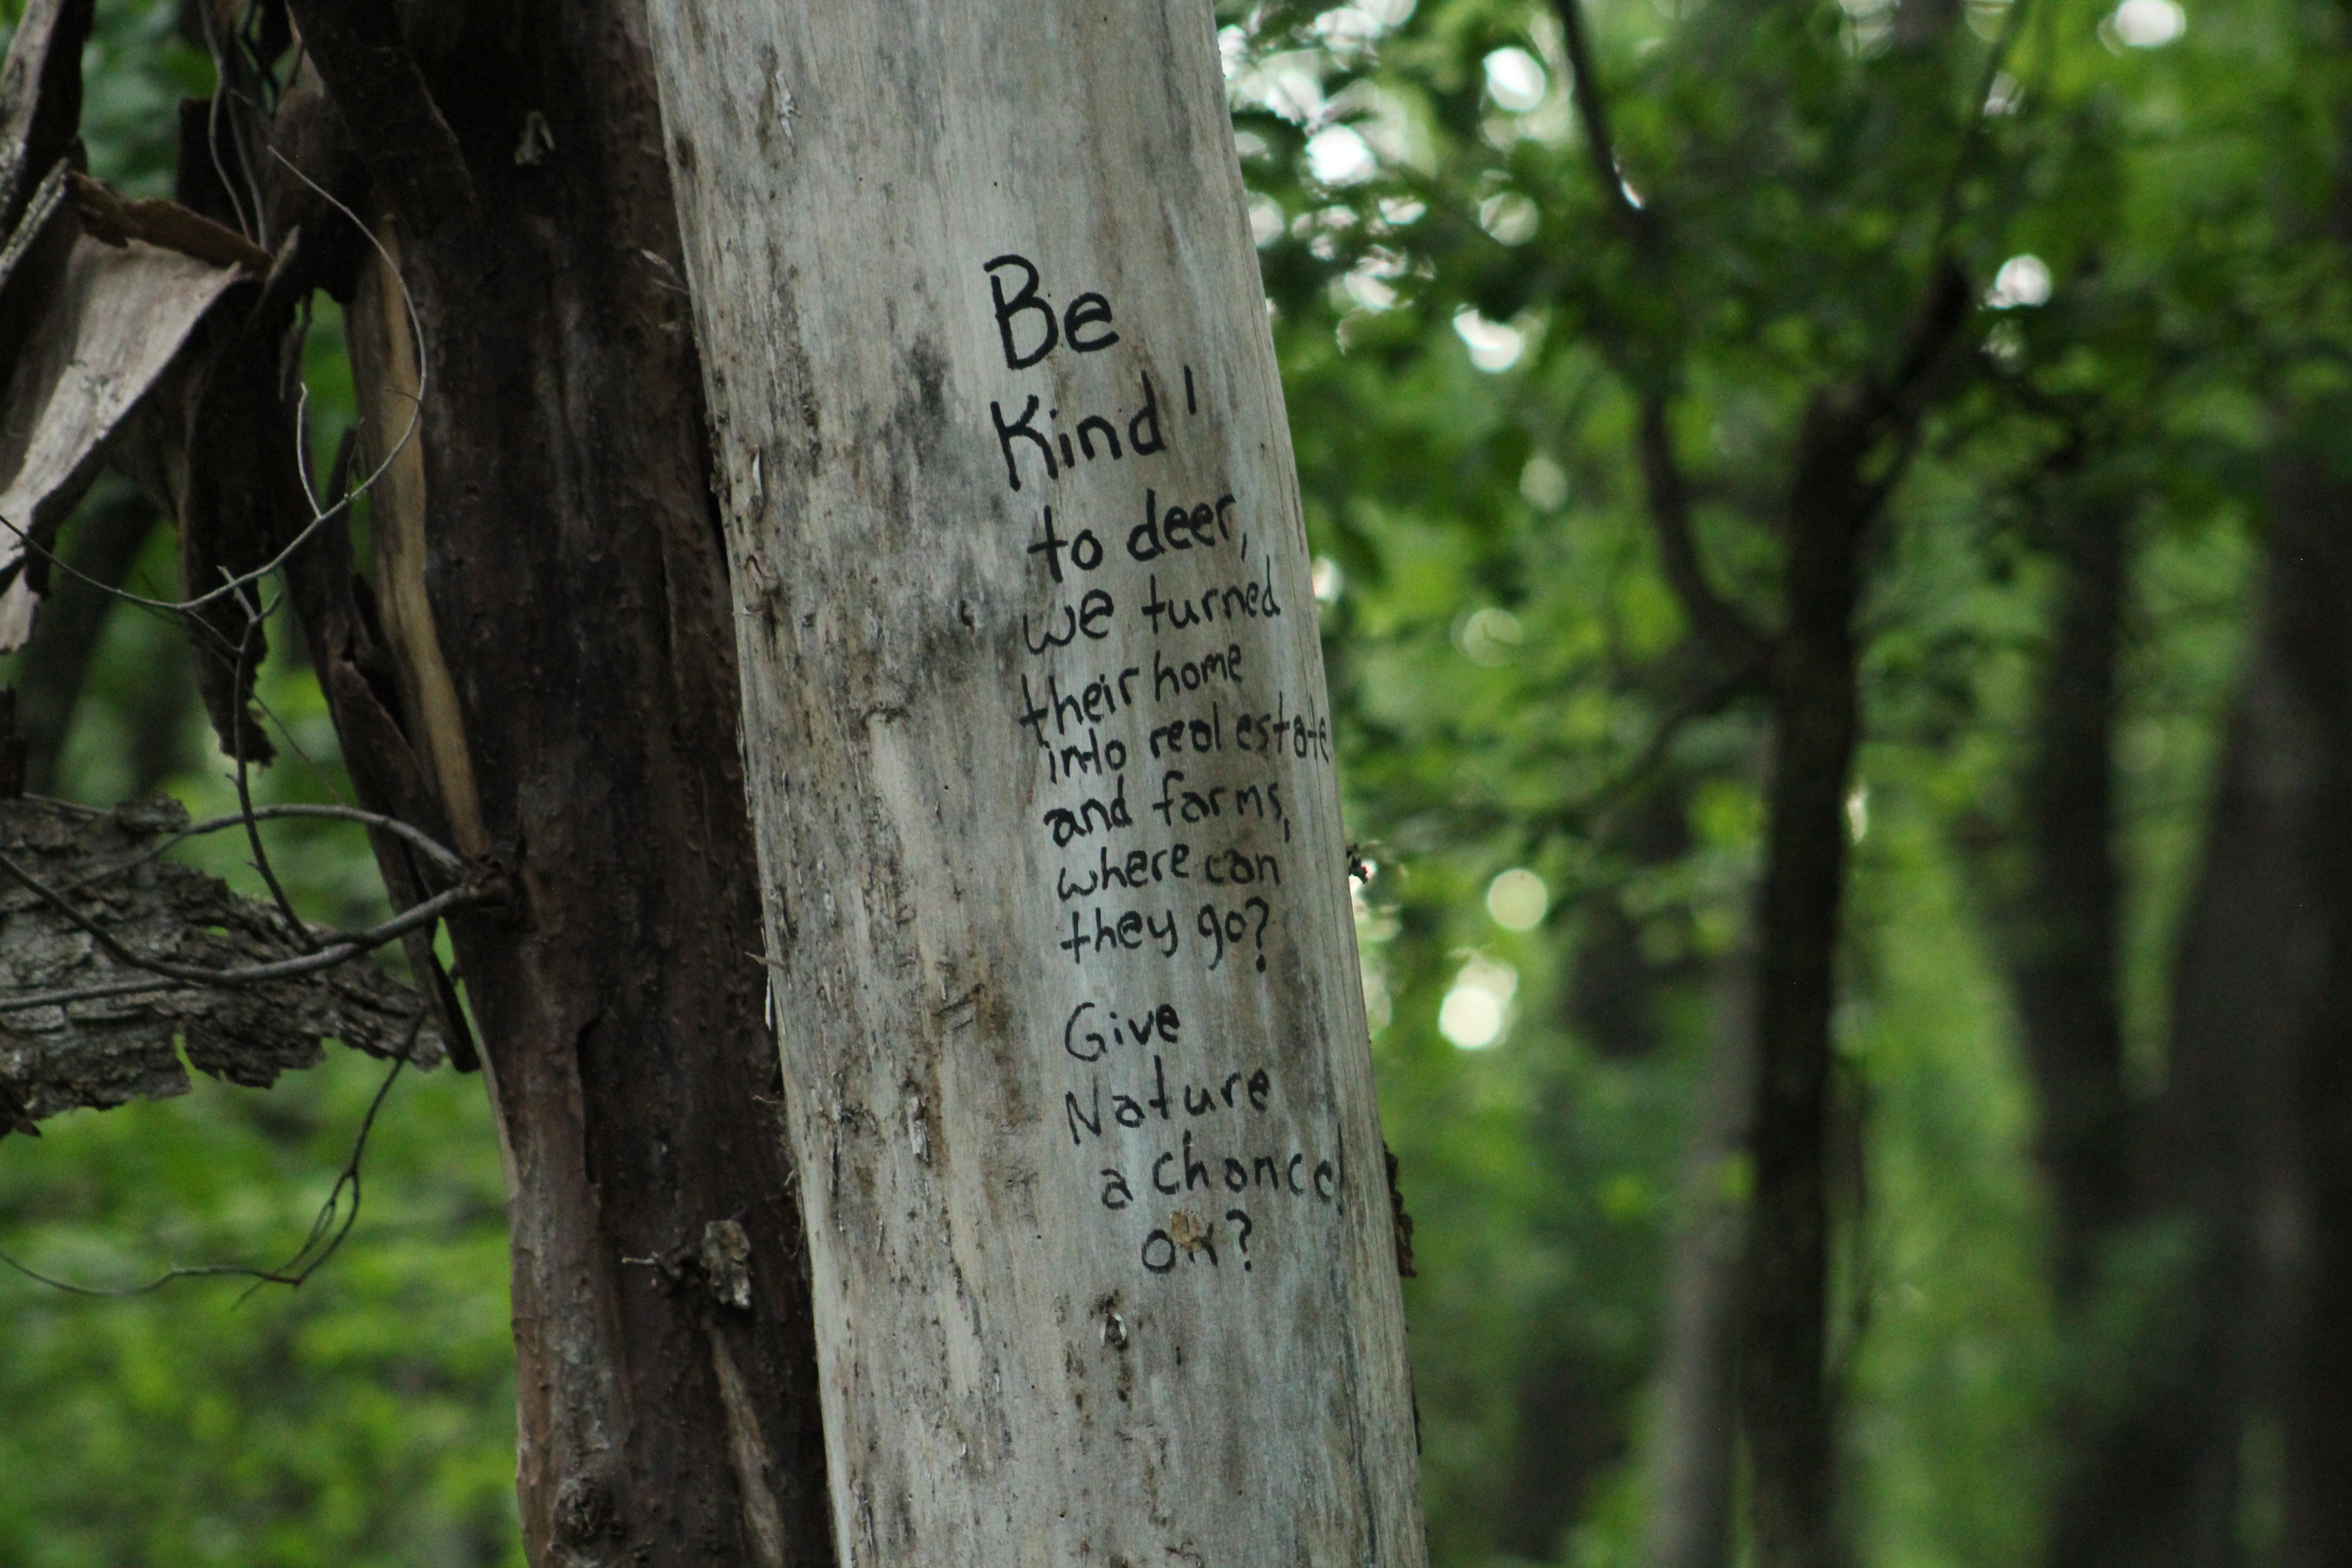 Be
Kind'
to deer,
we turned
their home
into real estate
and farms,
where can
they go?
Give
Nature
a chance!
ok?